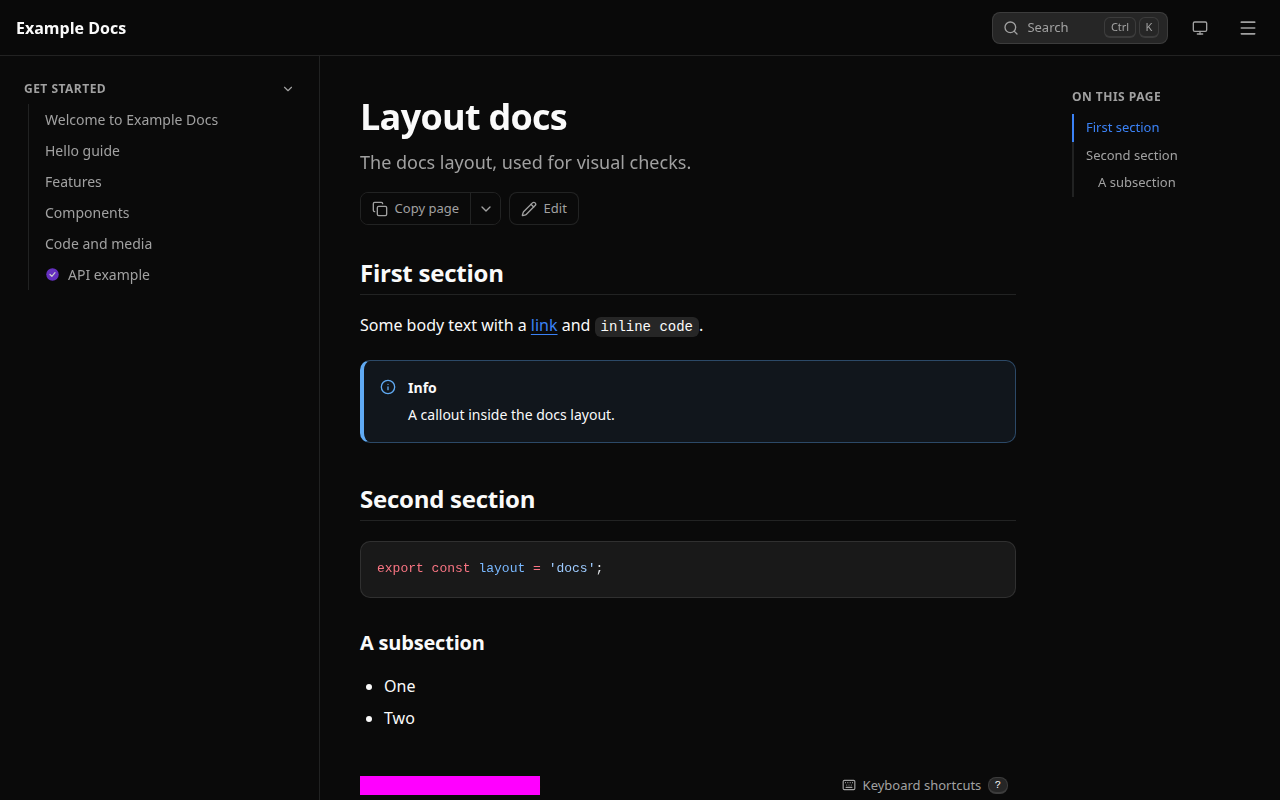 Example Docs
Search Ctrl K
GET STARTED
Welcome to Example Docs
Hello guide
Features
Components
Code and media
API example
Layout docs
The docs layout, used for visual checks.
Copy page
Edit
First section
Some body text with a link and inline code.
Info
A callout inside the docs layout.
Second section
export const layout = 'docs';
A subsection
One
Two
Keyboard shortcuts ?
ON THIS PAGE
First section
Second section
A subsection